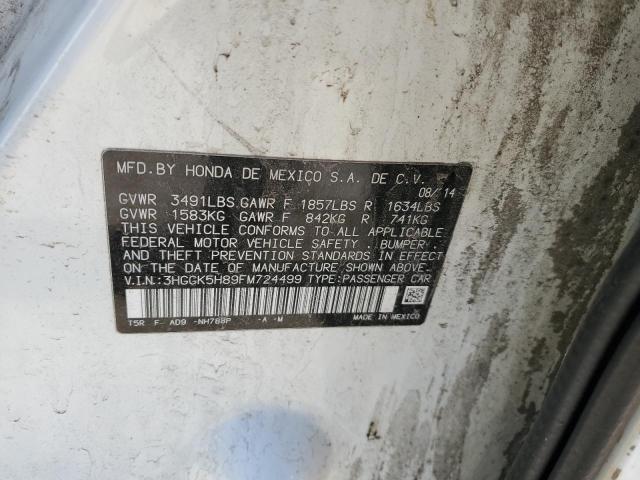 MFD.BY HONDA DE MEXICO S.A. DE C.V.
08/14
GVWR 3491LBS GAWR F 1857LBS R 1634LBS
GVWR 1583KG GAWR F 842KG R 741KG
THIS VEHICLE CONFORMS TO ALL APPLICABLE
FEDERAL MOTOR VEHICLE SAFETY , BUMPER ,
AND THEFT PREVENTION STANDARDS IN EFFECT
ON THE DATE OF MANUFACTURE SHOWN ABOVE.
V.I.N.:3HGGK5H89FM724499 TYPE:PASSENGER CAR
T5R F- AD9 -NH788P -A -M MADE IN MEXICO